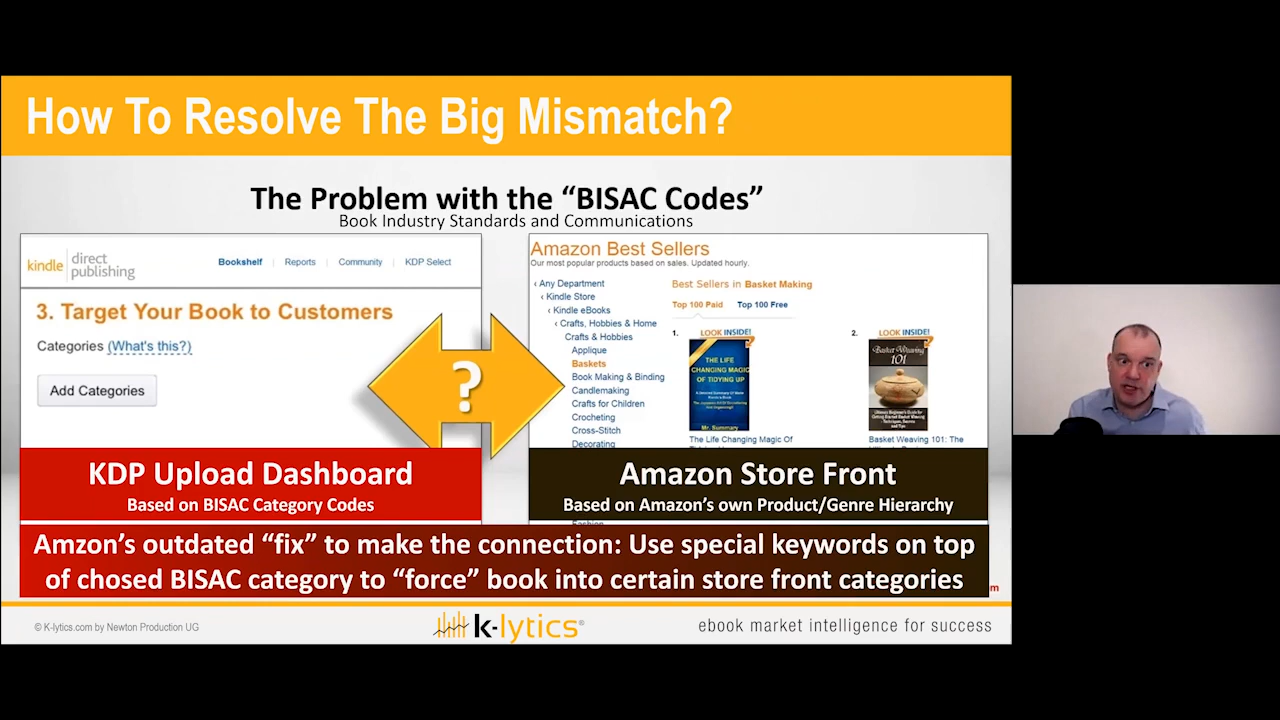 How To Resolve The Big Mismatch?
The Problem with the “BISAC Codes”
Book Industry Standards and Communications
kindle direct publishing
Bookshelf Reports Community KDP Select
3. Target Your Book to Customers
Categories (What's this?)
Add Categories
?
Amazon Best Sellers
Our most popular products based on sales. Updated hourly.
‹ Any Department
‹ Kindle Store
‹ Kindle eBooks
‹ Crafts, Hobbies & Home
Crafts & Hobbies
Applique
Baskets
Book Making & Binding
Candlemaking
Crafts for Children
Crocheting
Cross-Stitch
Decorating
Best Sellers in Basket Making
Top 100 Paid Top 100 Free
1.
LOOK INSIDE!
THE LIFE
CHANGING MAGIC
OF TIDYING UP
Mr. Summary
The Life Changing Magic Of
2.
LOOK INSIDE!
Basket Weaving
101
Basket Weaving 101: The
KDP Upload Dashboard
Based on BISAC Category Codes
Amazon Store Front
Based on Amazon’s own Product/Genre Hierarchy
Fashion
Amzon’s outdated “fix” to make the connection: Use special keywords on top
of chosed BISAC category to “force” book into certain store front categories
© K-lytics.com by Newton Production UG
k-lytics®
ebook market intelligence for success